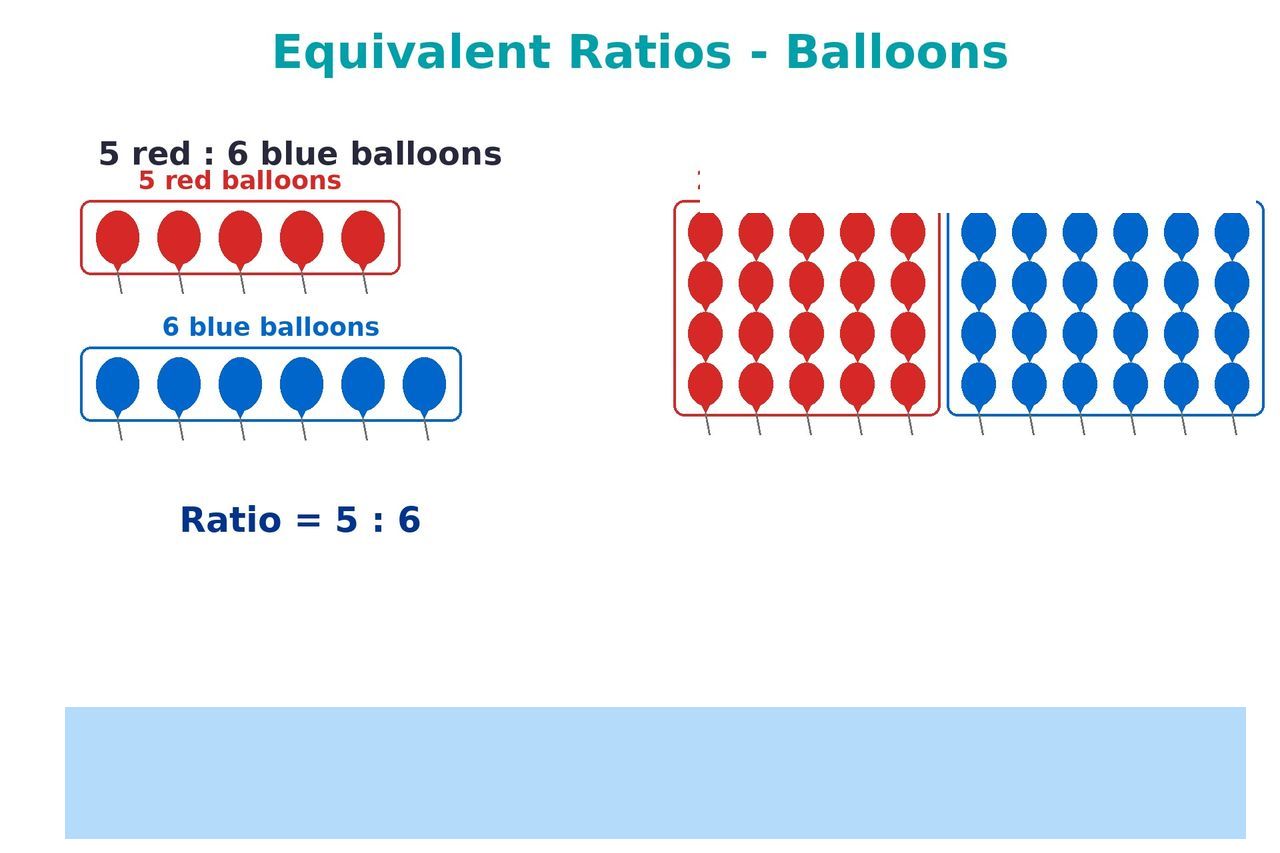 Equivalent Ratios - Balloons
5 red : 6 blue balloons
5 red balloons
6 blue balloons
Ratio = 5 : 6